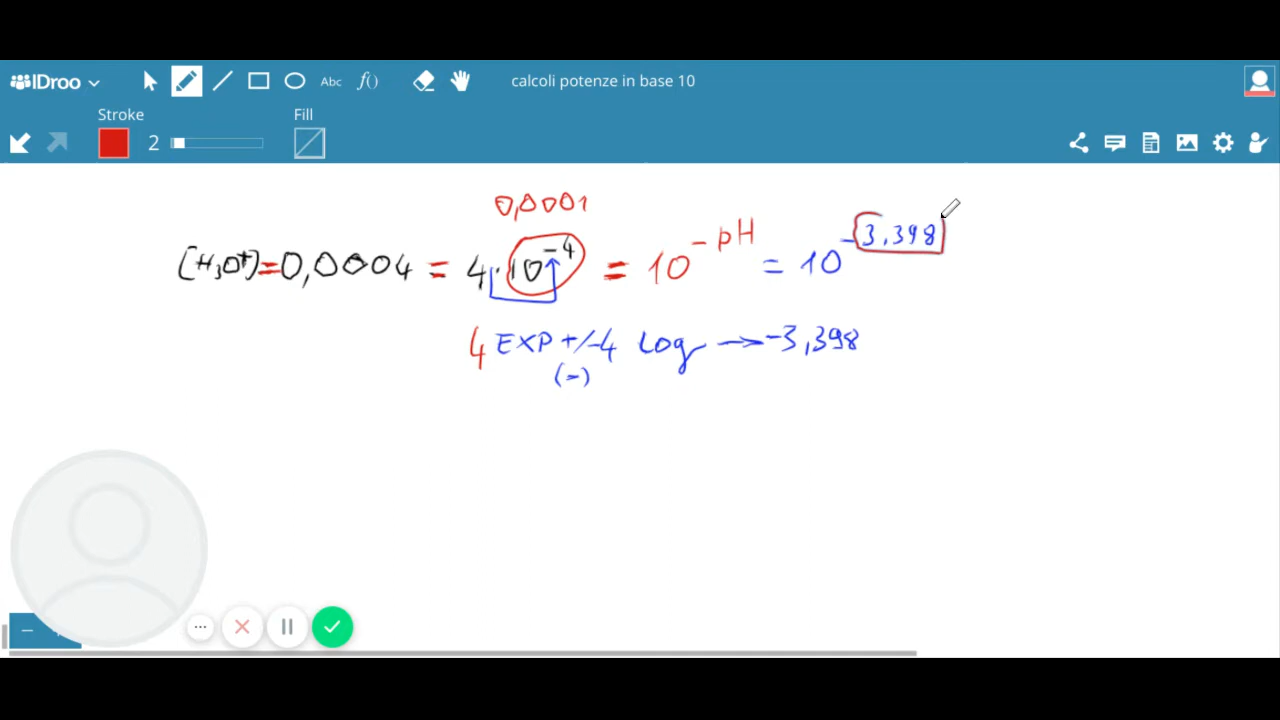 IDroo Abc f() calcoli potenze in base 10
Stroke Fill
2
0,0001
[H₃O⁺] = 0,0004 = 4·10⁻⁴ = 10^-pH = 10^-3,398
4 EXP +/-4 Log → -3,398
(-)